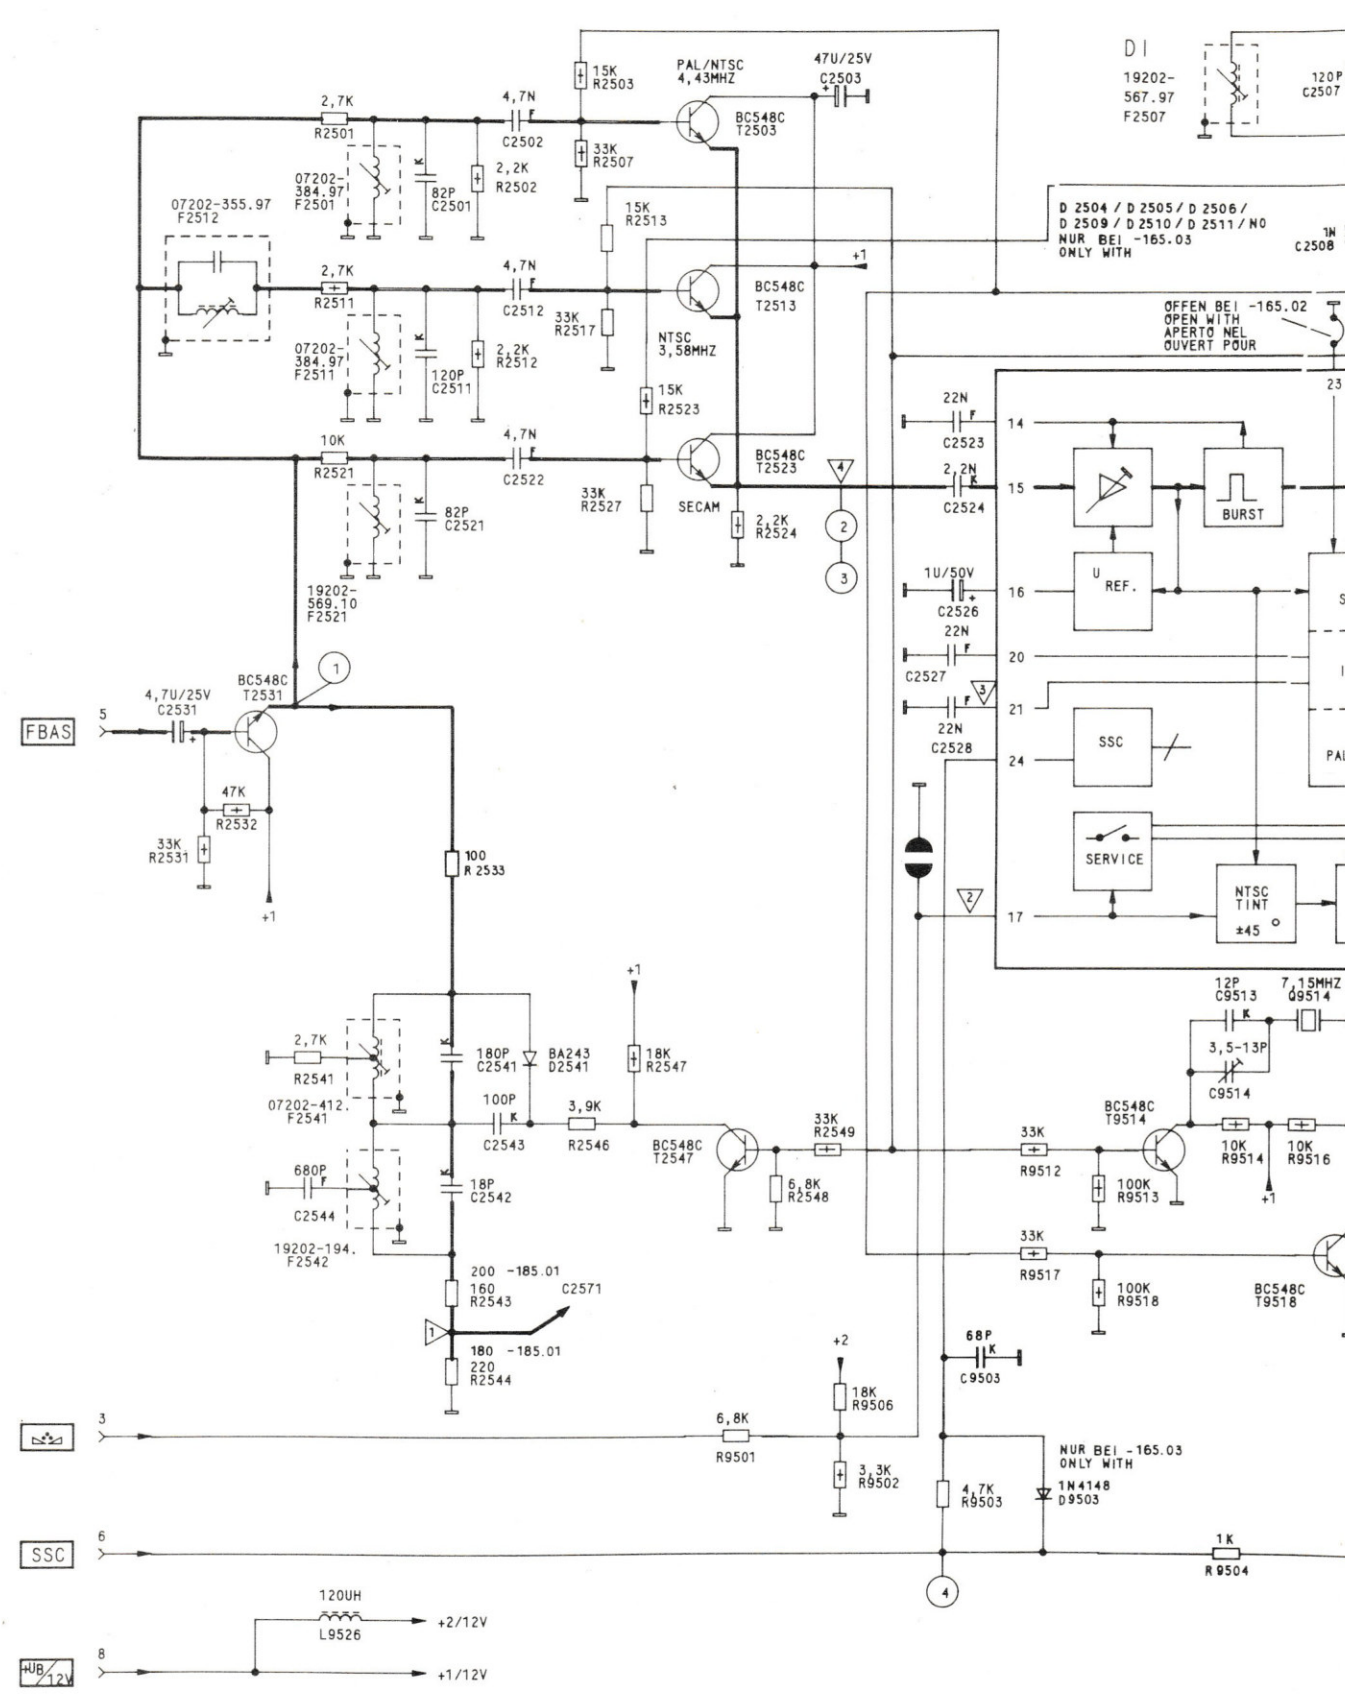 PAL/NTSC
4,43MHZ
47U/25V
C2503
15K
R2503
2,7K
R2501
4,7N
F
C2502
BC548C
T2503
33K
R2507
07202-
384.97
F2501
K
82P
C2501
2,2K
R2502
DI
19202-
567.97
F2507
120P
C2507
07202-355.97
F2512
15K
R2513
D 2504 / D 2505 / D 2506 /
D 2509 / D 2510 / D 2511 / NO
NUR BEI -165.03
ONLY WITH
1N
C2508
2,7K
R2511
4,7N
F
C2512
+1
BC548C
T2513
33K
R2517
NTSC
3,58MHZ
07202-
384.97
F2511
K
120P
C2511
2,2K
R2512
OFFEN BEI -165.02
OPEN WITH
APERTO NEL
OUVERT POUR
23
15K
R2523
10K
R2521
4,7N
F
C2522
BC548C
T2523
SECAM
33K
R2527
K
82P
C2521
19202-
569.10
F2521
2,2K
R2524
4
2
3
22N
F
C2523
14
2,2N
K
C2524
15
BURST
1U/50V
+
C2526
16
U
REF.
S
22N
F
C2527
20
I
3
F
22N
C2528
21
24
SSC
PAL
SERVICE
NTSC
TINT
±45 °
2
17
FBAS
5
4,7U/25V
C2531
+
BC548C
T2531
1
47K
R2532
33K
R2531
+1
100
R 2533
2,7K
R2541
07202-412.
F2541
K
180P
C2541
BA243
D2541
+1
18K
R2547
100P
K
C2543
3,9K
R2546
BC548C
T2547
33K
R2549
6,8K
R2548
680P
F
C2544
19202-194.
F2542
K
18P
C2542
200 -185.01
160
R2543
C2571
1
180 -185.01
220
R2544
12P
C9513
K
7,15MHZ
Q9514
3,5-13P
C9514
BC548C
T9514
33K
R9512
100K
R9513
10K
R9514
10K
R9516
+1
33K
R9517
100K
R9518
BC548C
T9518
68P
K
C9503
+2
18K
R9506
3
6,8K
R9501
3,3K
R9502
4,7K
R9503
NUR BEI -165.03
ONLY WITH
1N4148
D9503
SSC
6
4
1K
R9504
120UH
L9526
+2/12V
+UB/12V
8
+1/12V